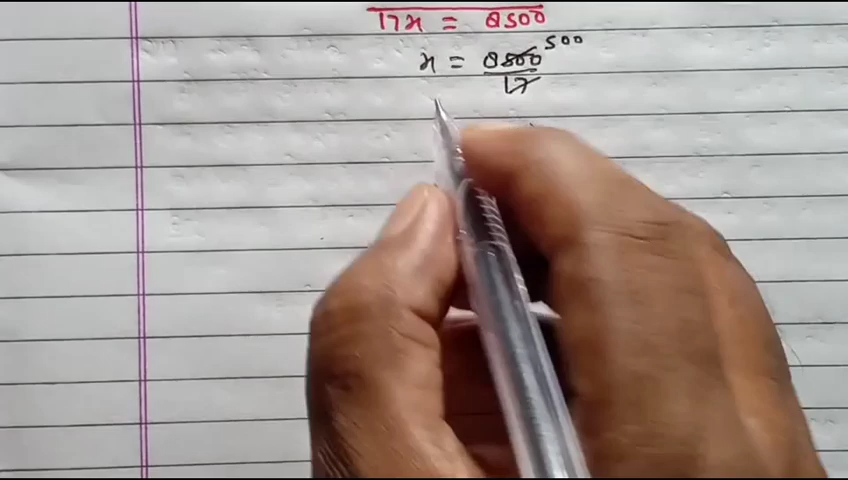 17x = 8500
x = 8500 500
17